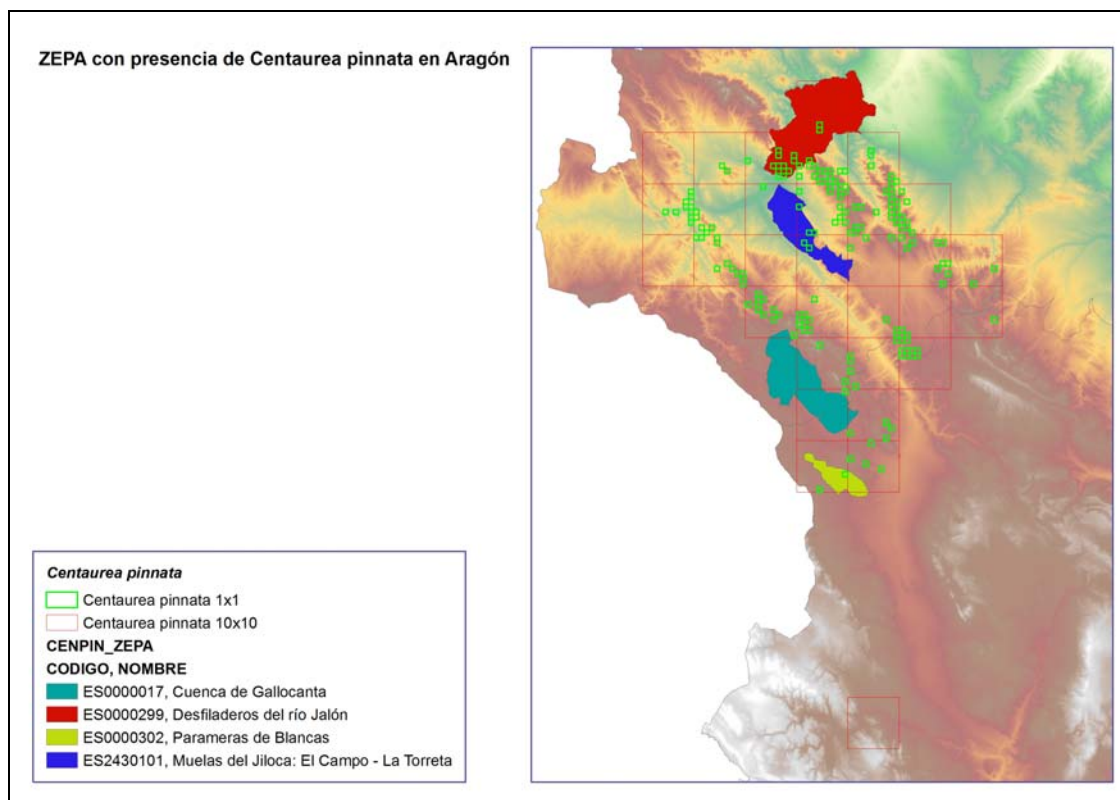 ZEPA con presencia de Centaurea pinnata en Aragón
Centaurea pinnata
Centaurea pinnata 1x1
Centaurea pinnata 10x10
CENPIN_ZEPA
CODIGO, NOMBRE
ES0000017, Cuenca de Gallocanta
ES0000299, Desfiladeros del río Jalón
ES0000302, Parameras de Blancas
ES2430101, Muelas del Jiloca: El Campo - La Torreta